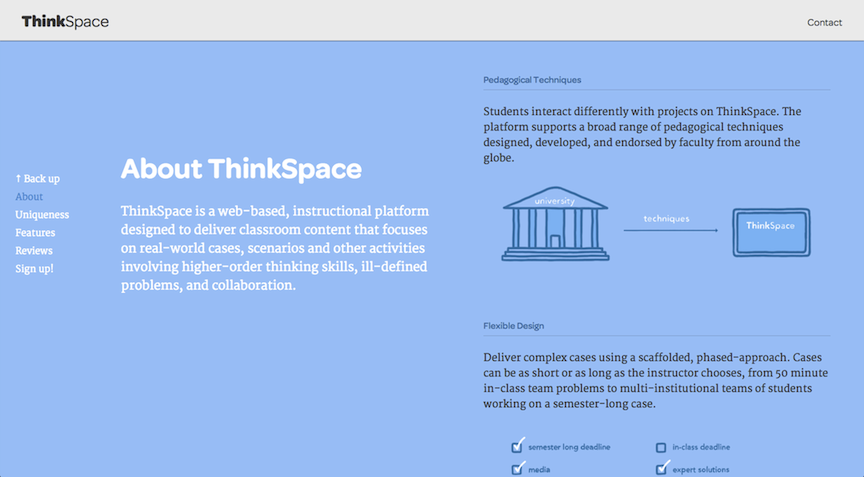 ThinkSpace
Contact
↑ Back up
About
Uniqueness
Features
Reviews
Sign up!
About ThinkSpace
ThinkSpace is a web-based, instructional platform
designed to deliver classroom content that focuses
on real-world cases, scenarios and other activities
involving higher-order thinking skills, ill-defined
problems, and collaboration.
Pedagogical Techniques
Students interact differently with projects on ThinkSpace. The
platform supports a broad range of pedagogical techniques
designed, developed, and endorsed by faculty from around the
globe.
university
techniques
ThinkSpace
Flexible Design
Deliver complex cases using a scaffolded, phased-approach. Cases
can be as short or as long as the instructor chooses, from 50 minute
in-class team problems to multi-institutional teams of students
working on a semester-long case.
semester long deadline
in-class deadline
media
expert solutions